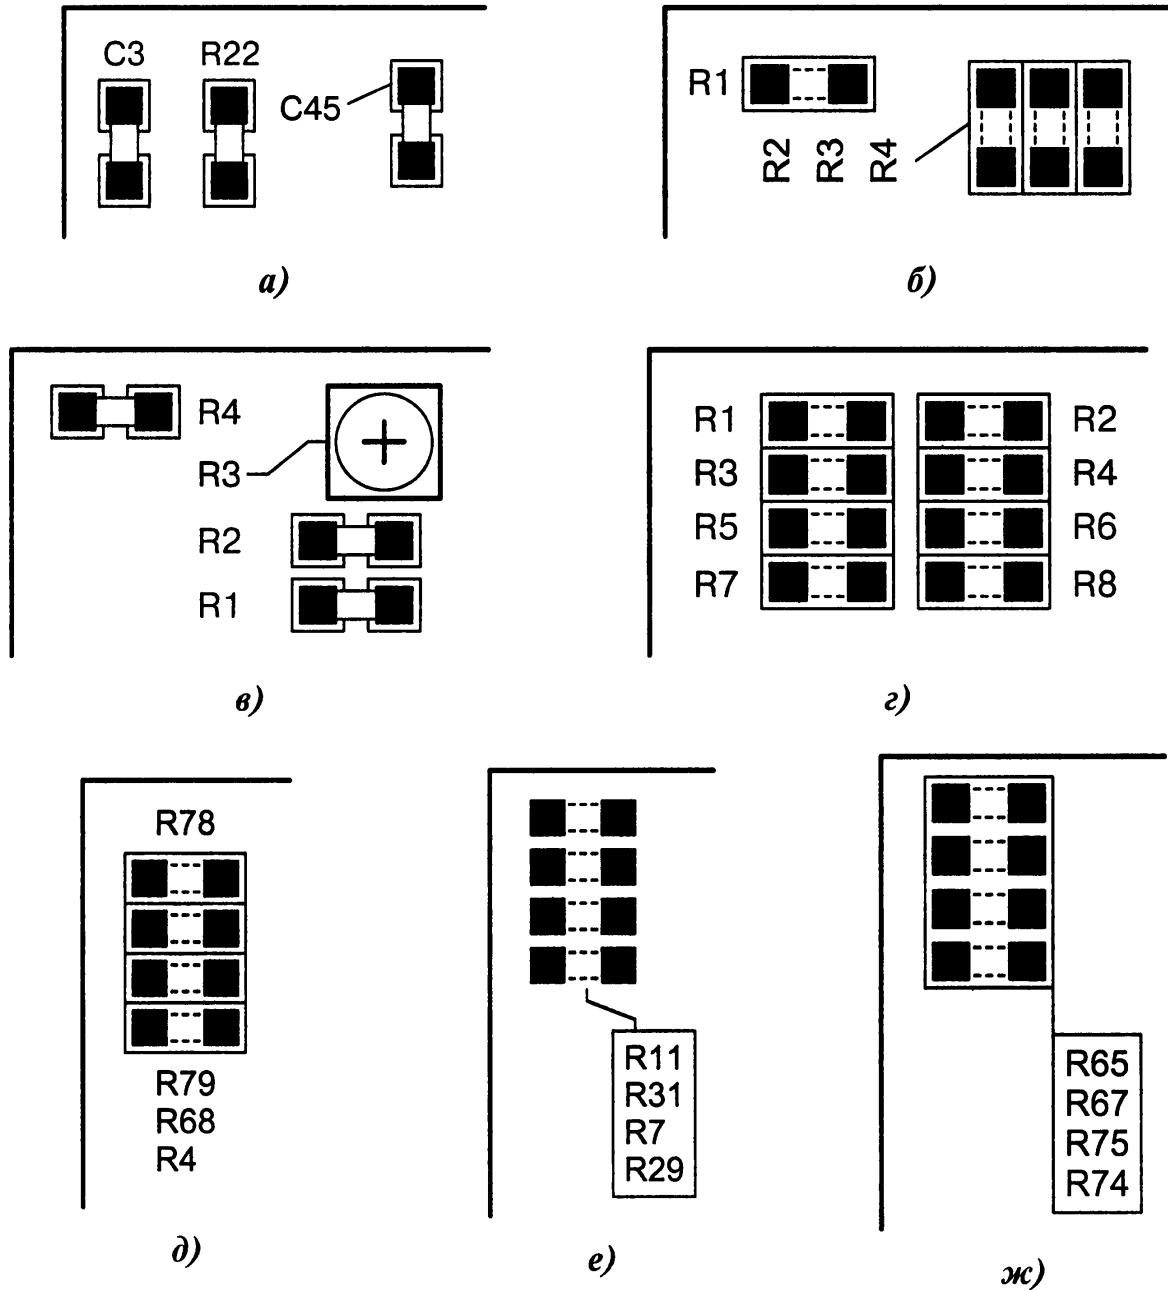 C3 R22
C45
а)
R1
R2 R3 R4
б)
R4
R3
R2
R1
в)
R1 R2
R3 R4
R5 R6
R7 R8
г)
R78
R79
R68
R4
д)
R11
R31
R7
R29
е)
R65
R67
R75
R74
ж)